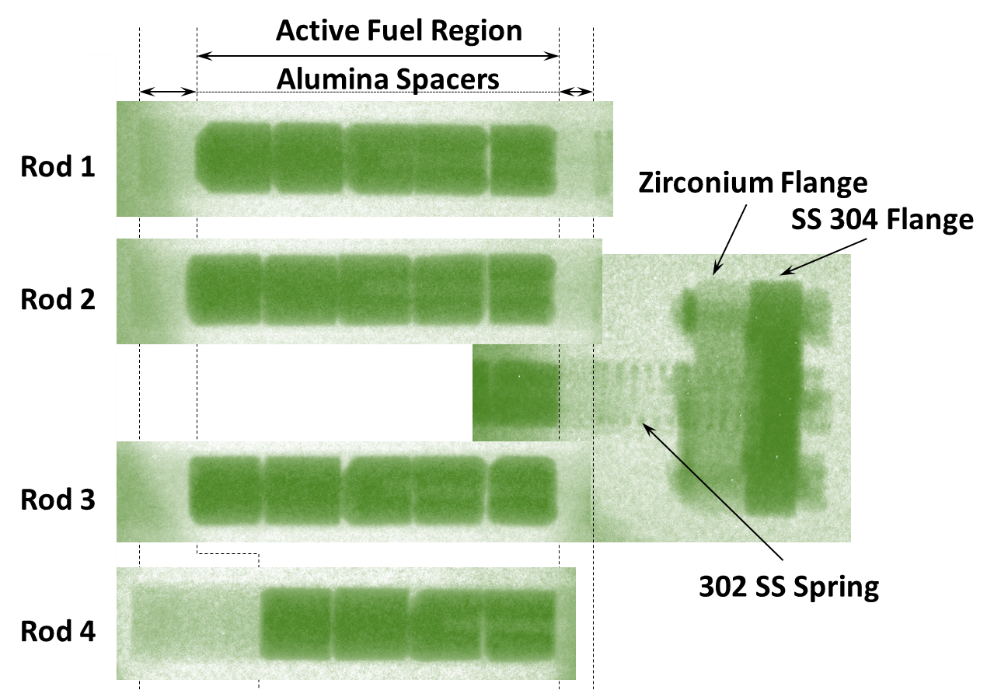 Active Fuel Region
Alumina Spacers
Rod 1
Zirconium Flange
SS 304 Flange
Rod 2
Rod 3
302 SS Spring
Rod 4